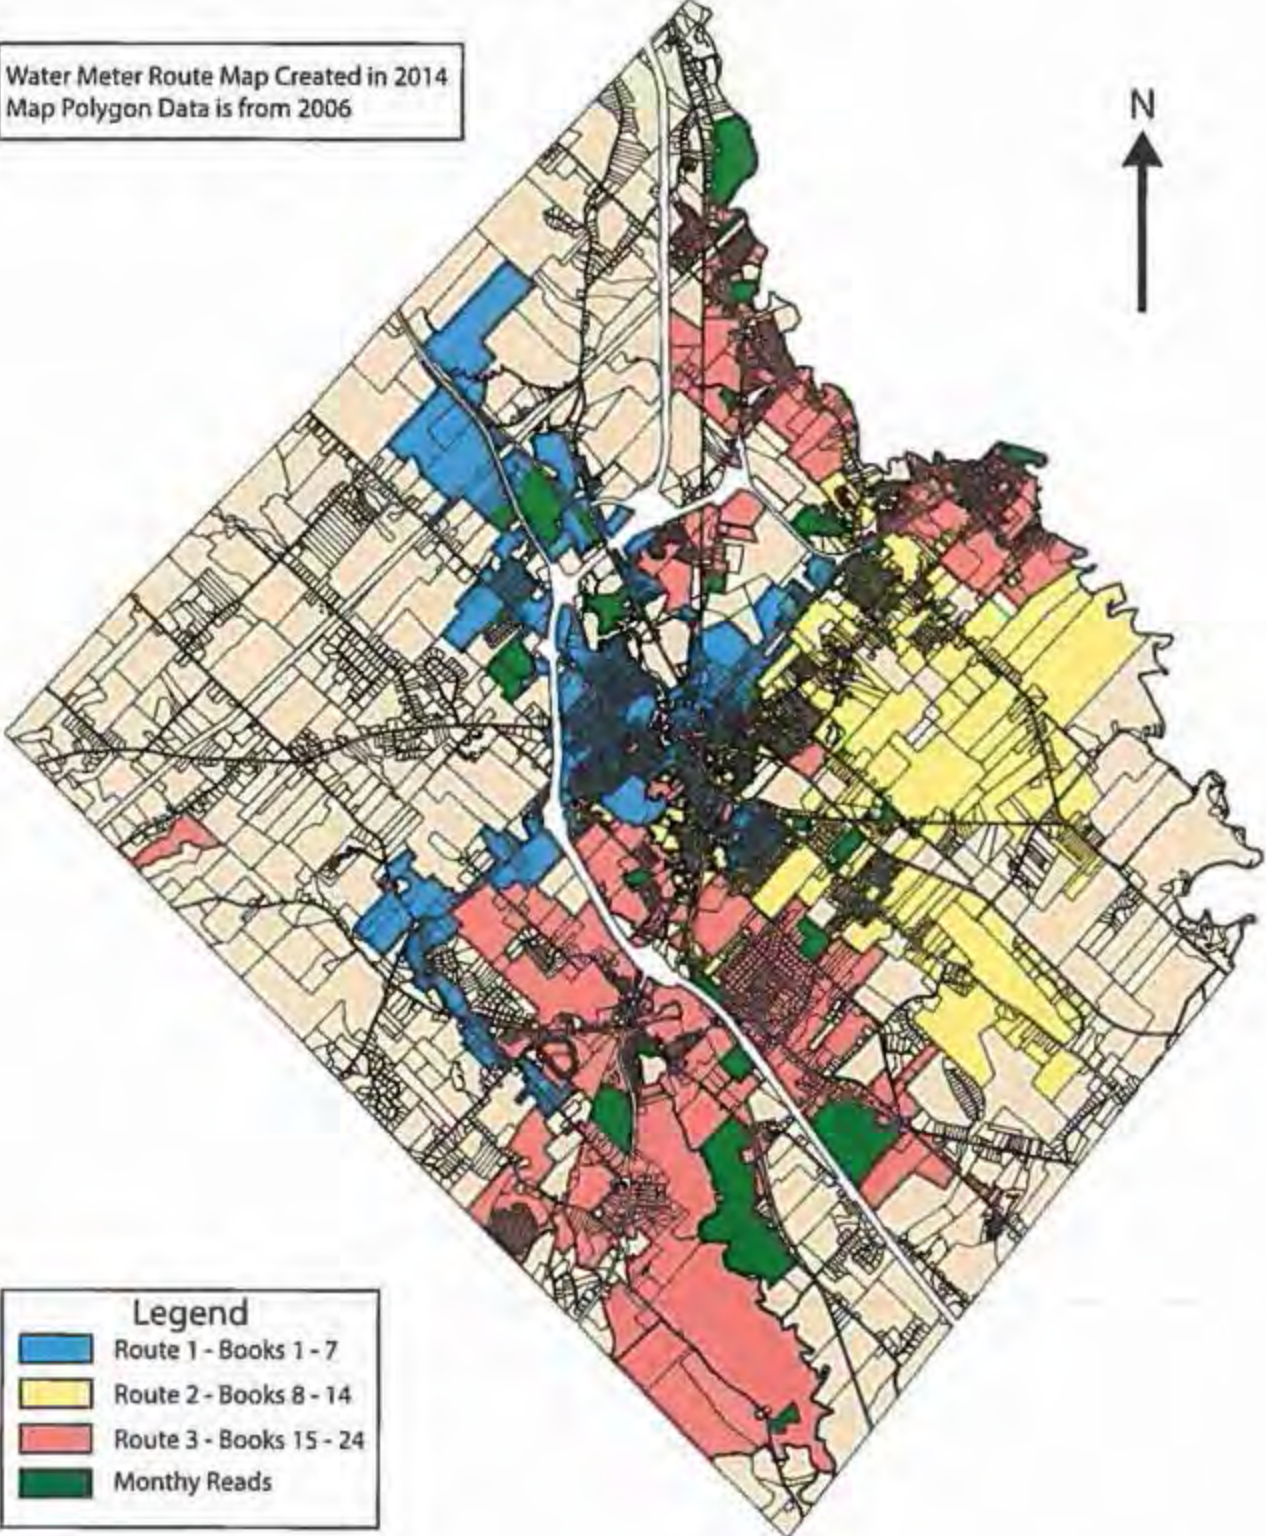 Water Meter Route Map Created in 2014
Map Polygon Data is from 2006
N
Legend
Route 1 - Books 1 - 7
Route 2 - Books 8 - 14
Route 3 - Books 15 - 24
Monthy Reads